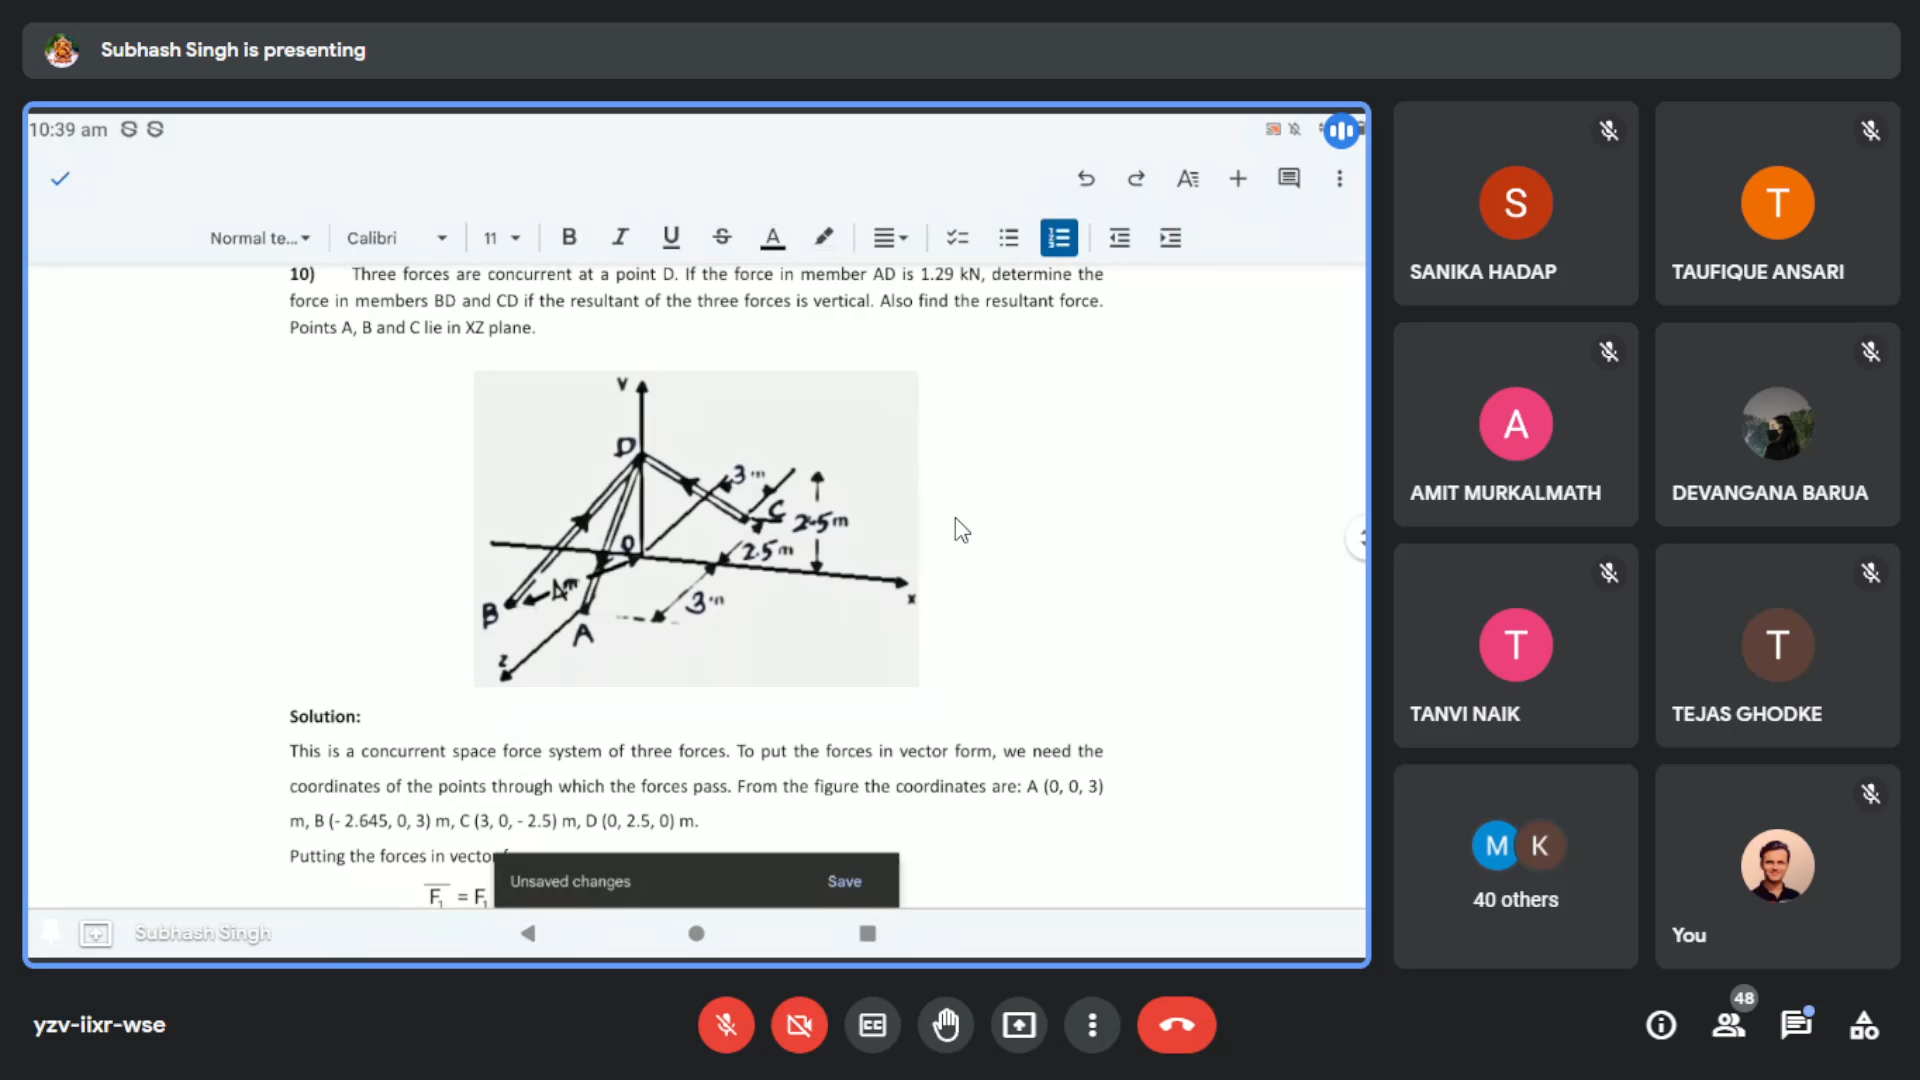 Subhash Singh is presenting
10:39 am
Normal te...
Calibri
11
B I U S A
10) Three forces are concurrent at a point D. If the force in member AD is 1.29 kN, determine the
force in members BD and CD if the resultant of the three forces is vertical. Also find the resultant force.
Points A, B and C lie in XZ plane.
Y
D
3 m
C
2.5 m
O
2.5 m
4m
x
B
3 m
A
z
Solution:
This is a concurrent space force system of three forces. To put the forces in vector form, we need the
coordinates of the points through which the forces pass. From the figure the coordinates are: A (0, 0, 3)
m, B (- 2.645, 0, 3) m, C (3, 0, - 2.5) m, D (0, 2.5, 0) m.
Putting the forces in vector
F1 = F1
Unsaved changes
Save
Subhash Singh
S
SANIKA HADAP
T
TAUFIQUE ANSARI
A
AMIT MURKALMATH
DEVANGANA BARUA
T
TANVI NAIK
T
TEJAS GHODKE
M K
40 others
You
yzv-iixr-wse
CC
48